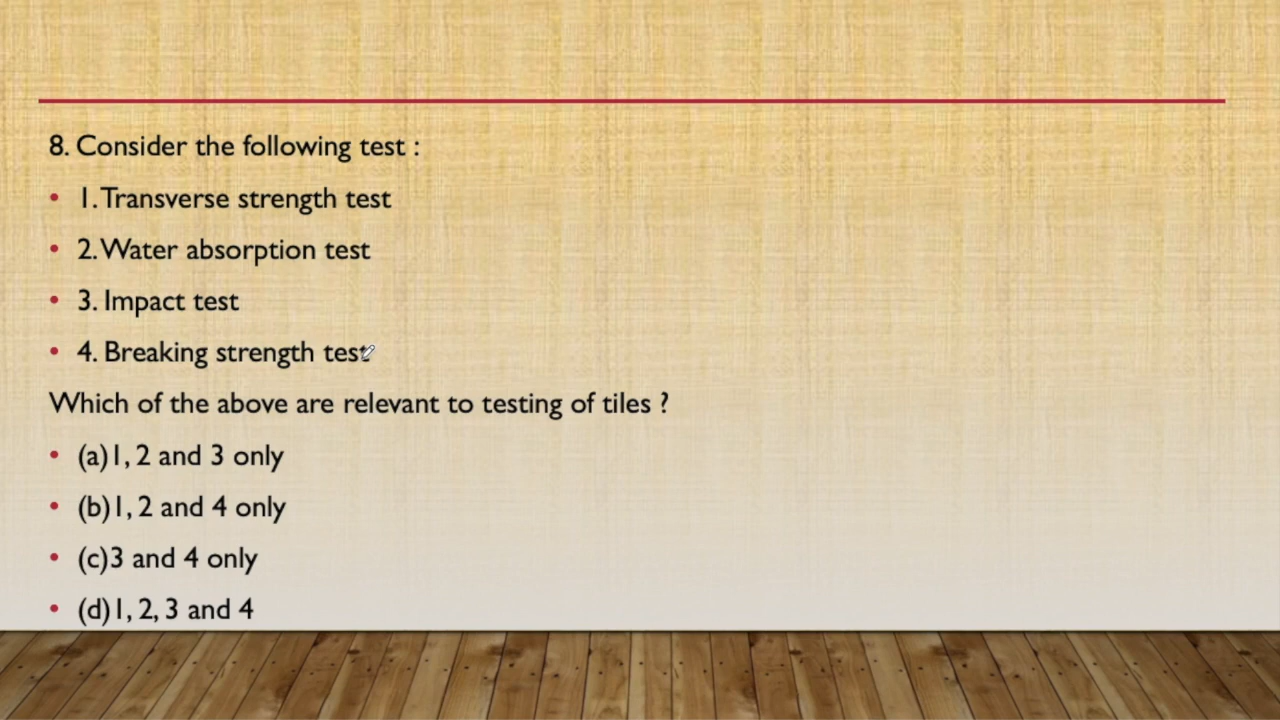 8. Consider the following test :
• 1. Transverse strength test
• 2. Water absorption test
• 3. Impact test
• 4. Breaking strength test
Which of the above are relevant to testing of tiles ?
• (a)1, 2 and 3 only
• (b)1, 2 and 4 only
• (c)3 and 4 only
• (d)1, 2, 3 and 4